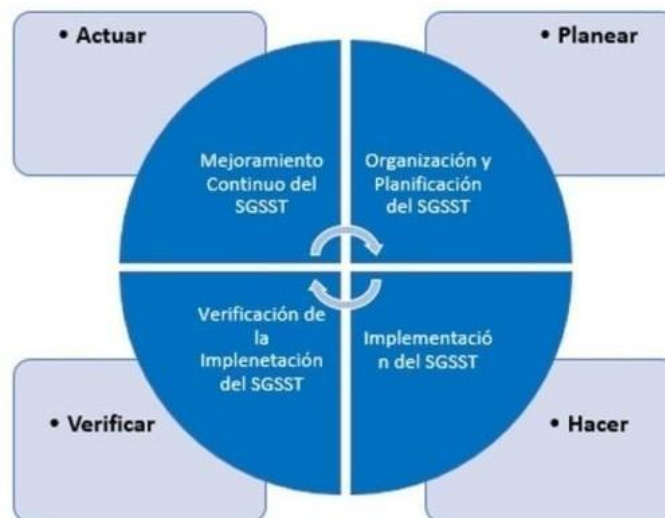 • Actuar
• Planear
Mejoramiento
Continuo del
SGSST
Organización y
Planificación
del SGSST
Verificación de
la
Implenetación
del SGSST
Implementació
n del SGSST
• Verificar
• Hacer